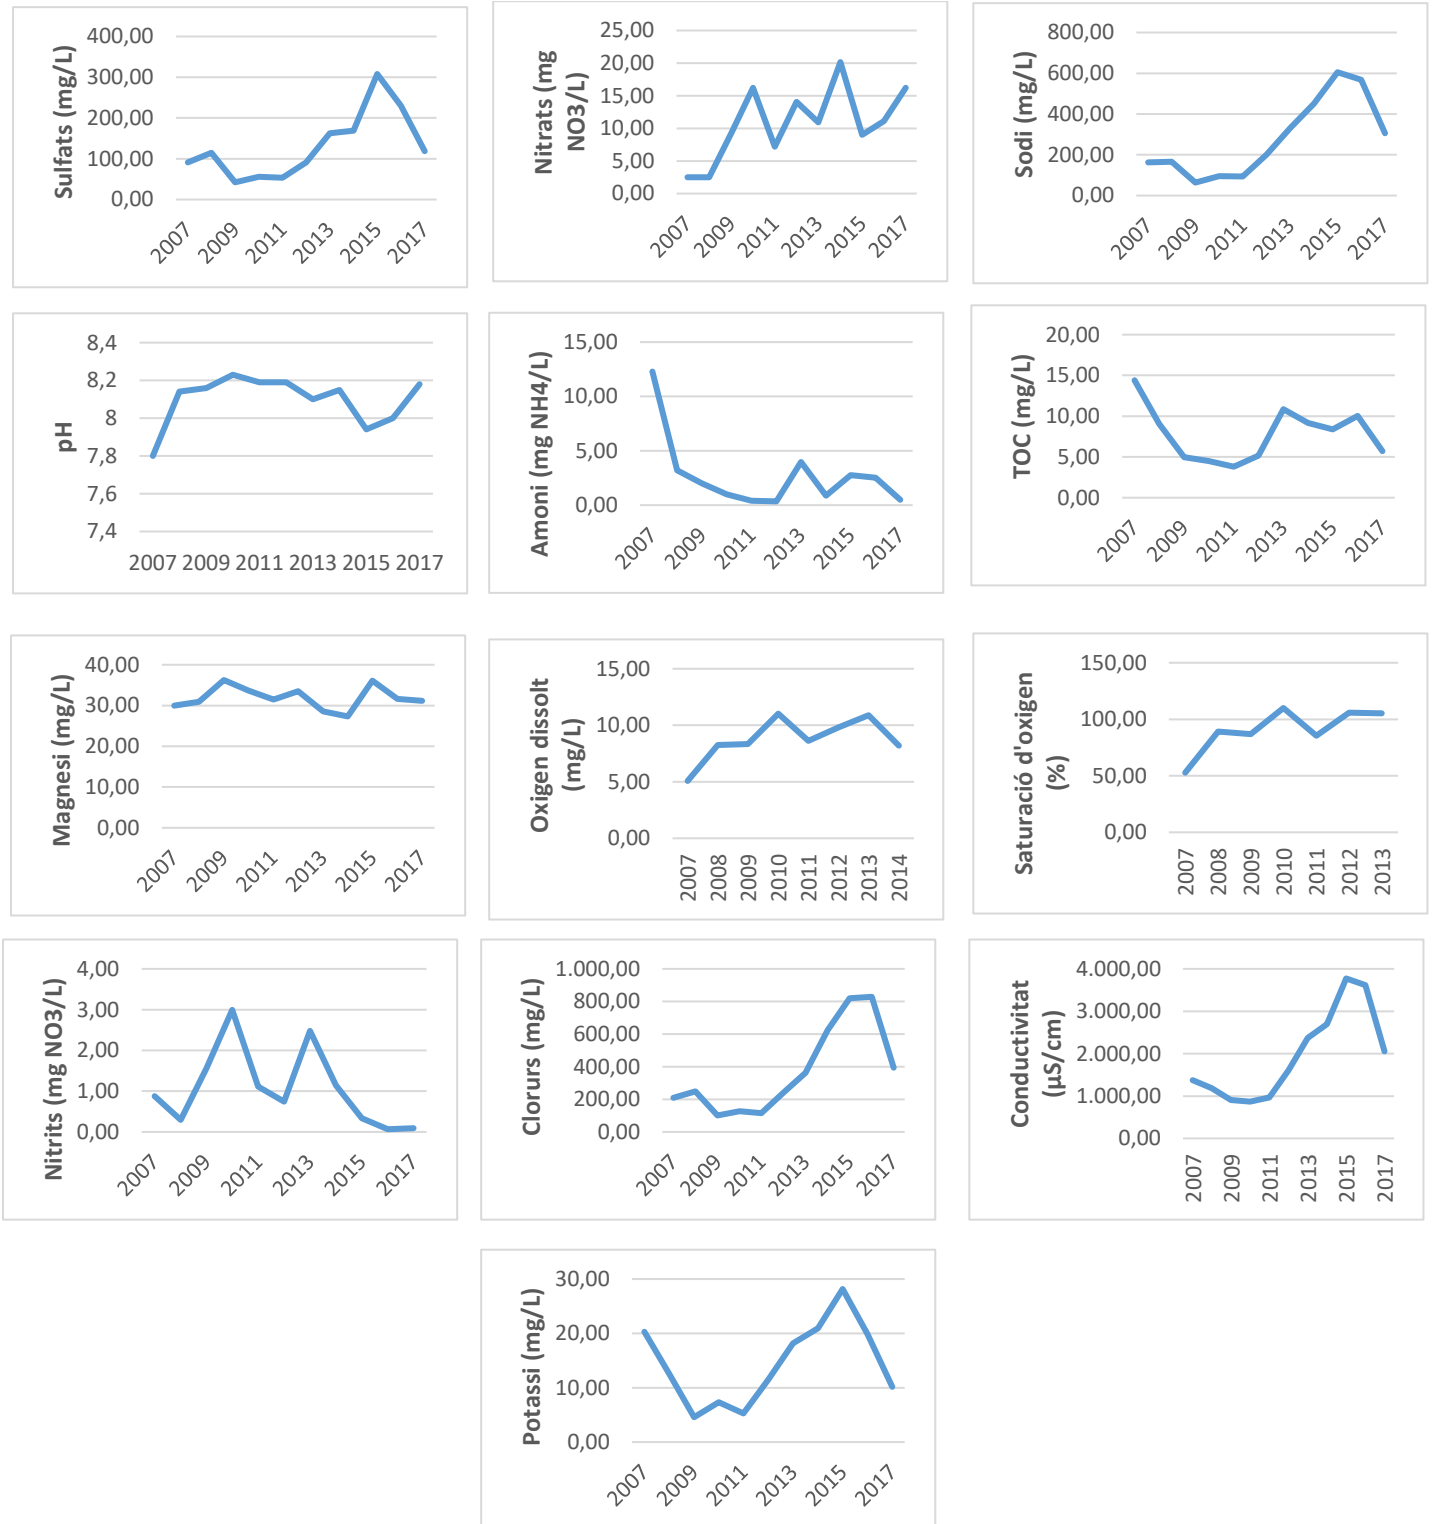 Sulfats (mg/L)
400,00
300,00
200,00
100,00
0,00
2007 2009 2011 2013 2015 2017
Nitrats (mg
NO3/L)
25,00
20,00
15,00
10,00
5,00
0,00
2007 2009 2011 2013 2015 2017
Sodi (mg/L)
800,00
600,00
400,00
200,00
0,00
2007 2009 2011 2013 2015 2017
pH
8,4
8,2
8
7,8
7,6
7,4
2007 2009 2011 2013 2015 2017
Amoni (mg NH4/L)
15,00
10,00
5,00
0,00
2007 2009 2011 2013 2015 2017
TOC (mg/L)
20,00
15,00
10,00
5,00
0,00
2007 2009 2011 2013 2015 2017
Magnesi (mg/L)
40,00
30,00
20,00
10,00
0,00
2007 2009 2011 2013 2015 2017
Oxigen dissolt
(mg/L)
15,00
10,00
5,00
0,00
2007 2008 2009 2010 2011 2012 2013 2014
Saturació d'oxigen
(%)
150,00
100,00
50,00
0,00
2007 2008 2009 2010 2011 2012 2013
Nitrits (mg NO3/L)
4,00
3,00
2,00
1,00
0,00
2007 2009 2011 2013 2015 2017
Clorurs (mg/L)
1.000,00
800,00
600,00
400,00
200,00
0,00
2007 2009 2011 2013 2015 2017
Conductivitat
(µS/cm)
4.000,00
3.000,00
2.000,00
1.000,00
0,00
2007 2009 2011 2013 2015 2017
Potassi (mg/L)
30,00
20,00
10,00
0,00
2007 2009 2011 2013 2015 2017